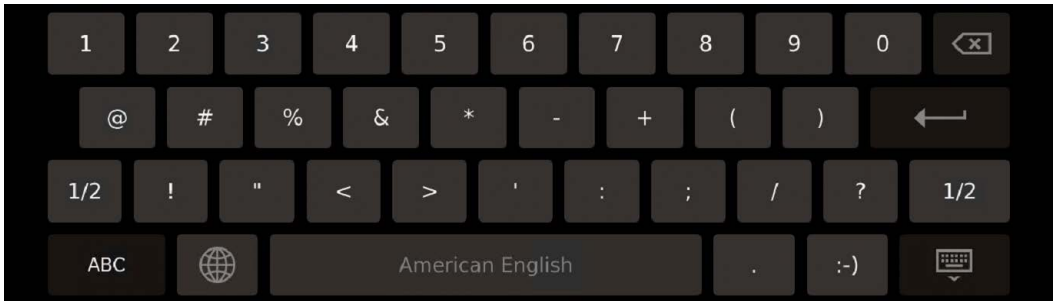 1 2 3 4 5 6 7 8 9 0
@ # % & * - + ( )
1/2 ! " < > ' : ; / ? 1/2
ABC American English . :-)